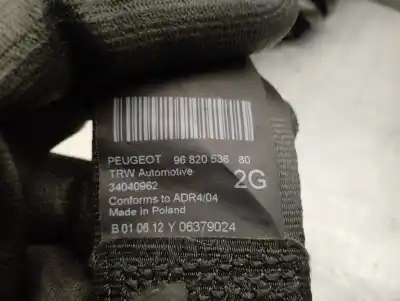 PEUGEOT 96 820 536 80
TRW Automotive
34040962
2G
Conforms to ADR4/04
Made in Poland
B 01 06 12 Y 06379024